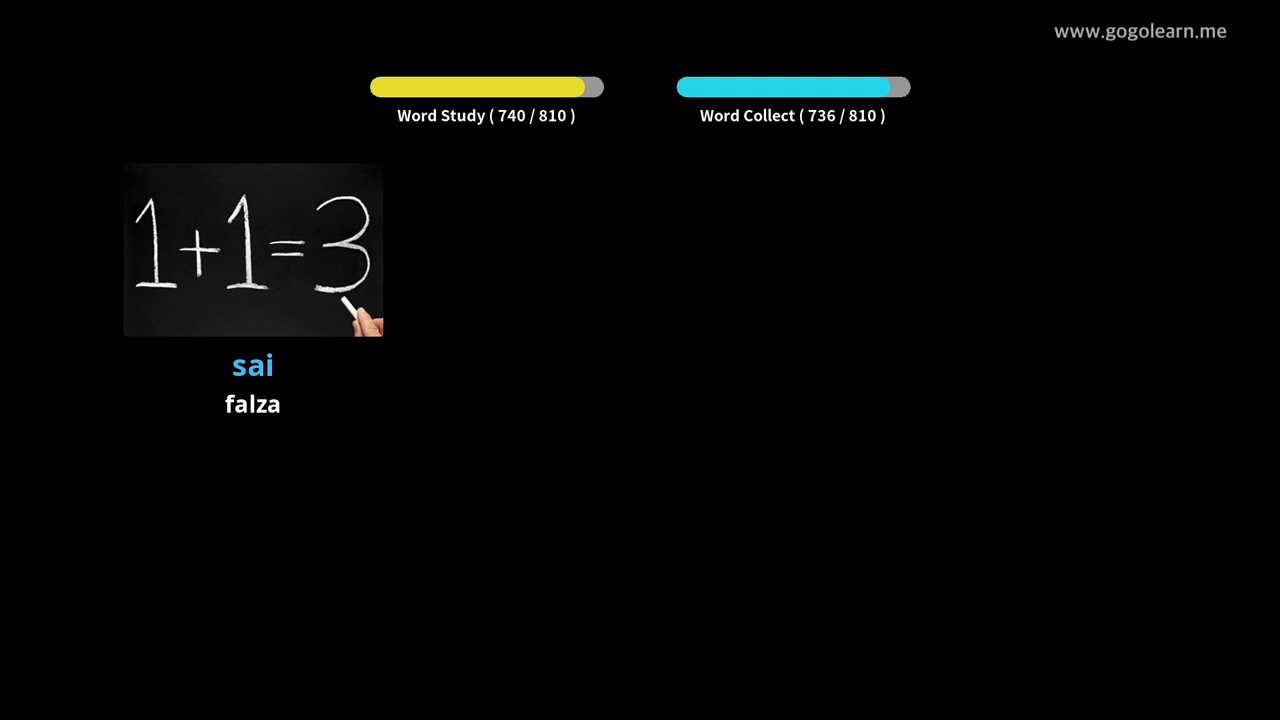 www.gogolearn.me
Word Study ( 740 / 810 )
Word Collect ( 736 / 810 )
1+1=3
sai
falza